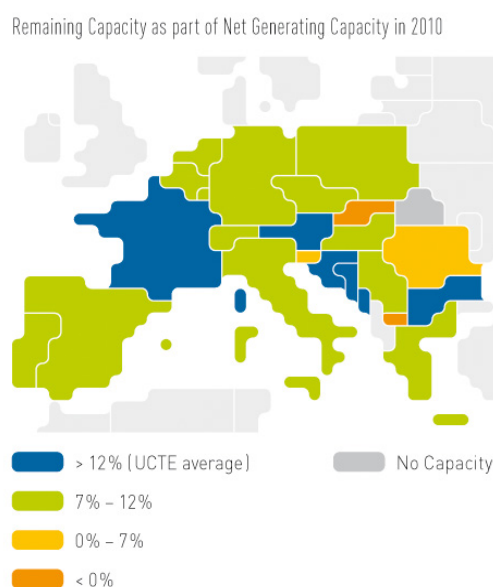 Remaining Capacity as part of Net Generating Capacity in 2010
> 12% (UCTE average)
No Capacity
7% – 12%
0% – 7%
< 0%